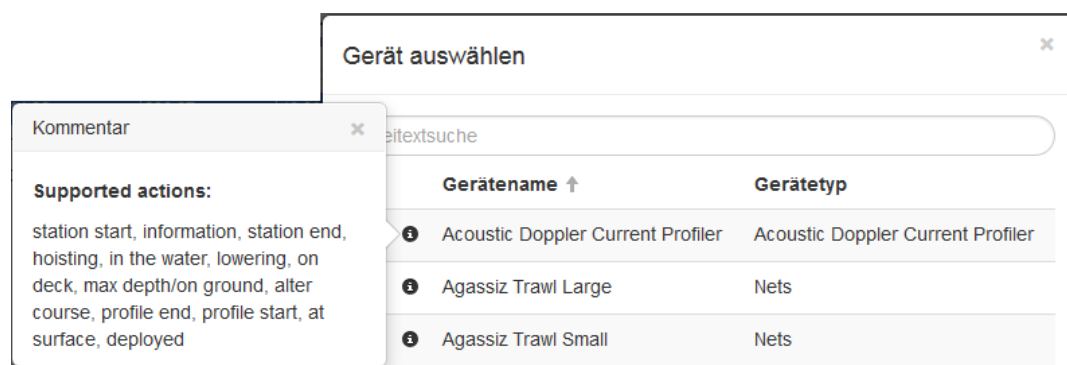 Gerät auswählen
×
Kommentar
×
eitextsuche
Supported actions:
station start, information, station end,
hoisting, in the water, lowering, on
deck, max depth/on ground, alter
course, profile end, profile start, at
surface, deployed
Gerätename Gerätetyp
Acoustic Doppler Current Profiler Acoustic Doppler Current Profiler
Agassiz Trawl Large Nets
Agassiz Trawl Small Nets